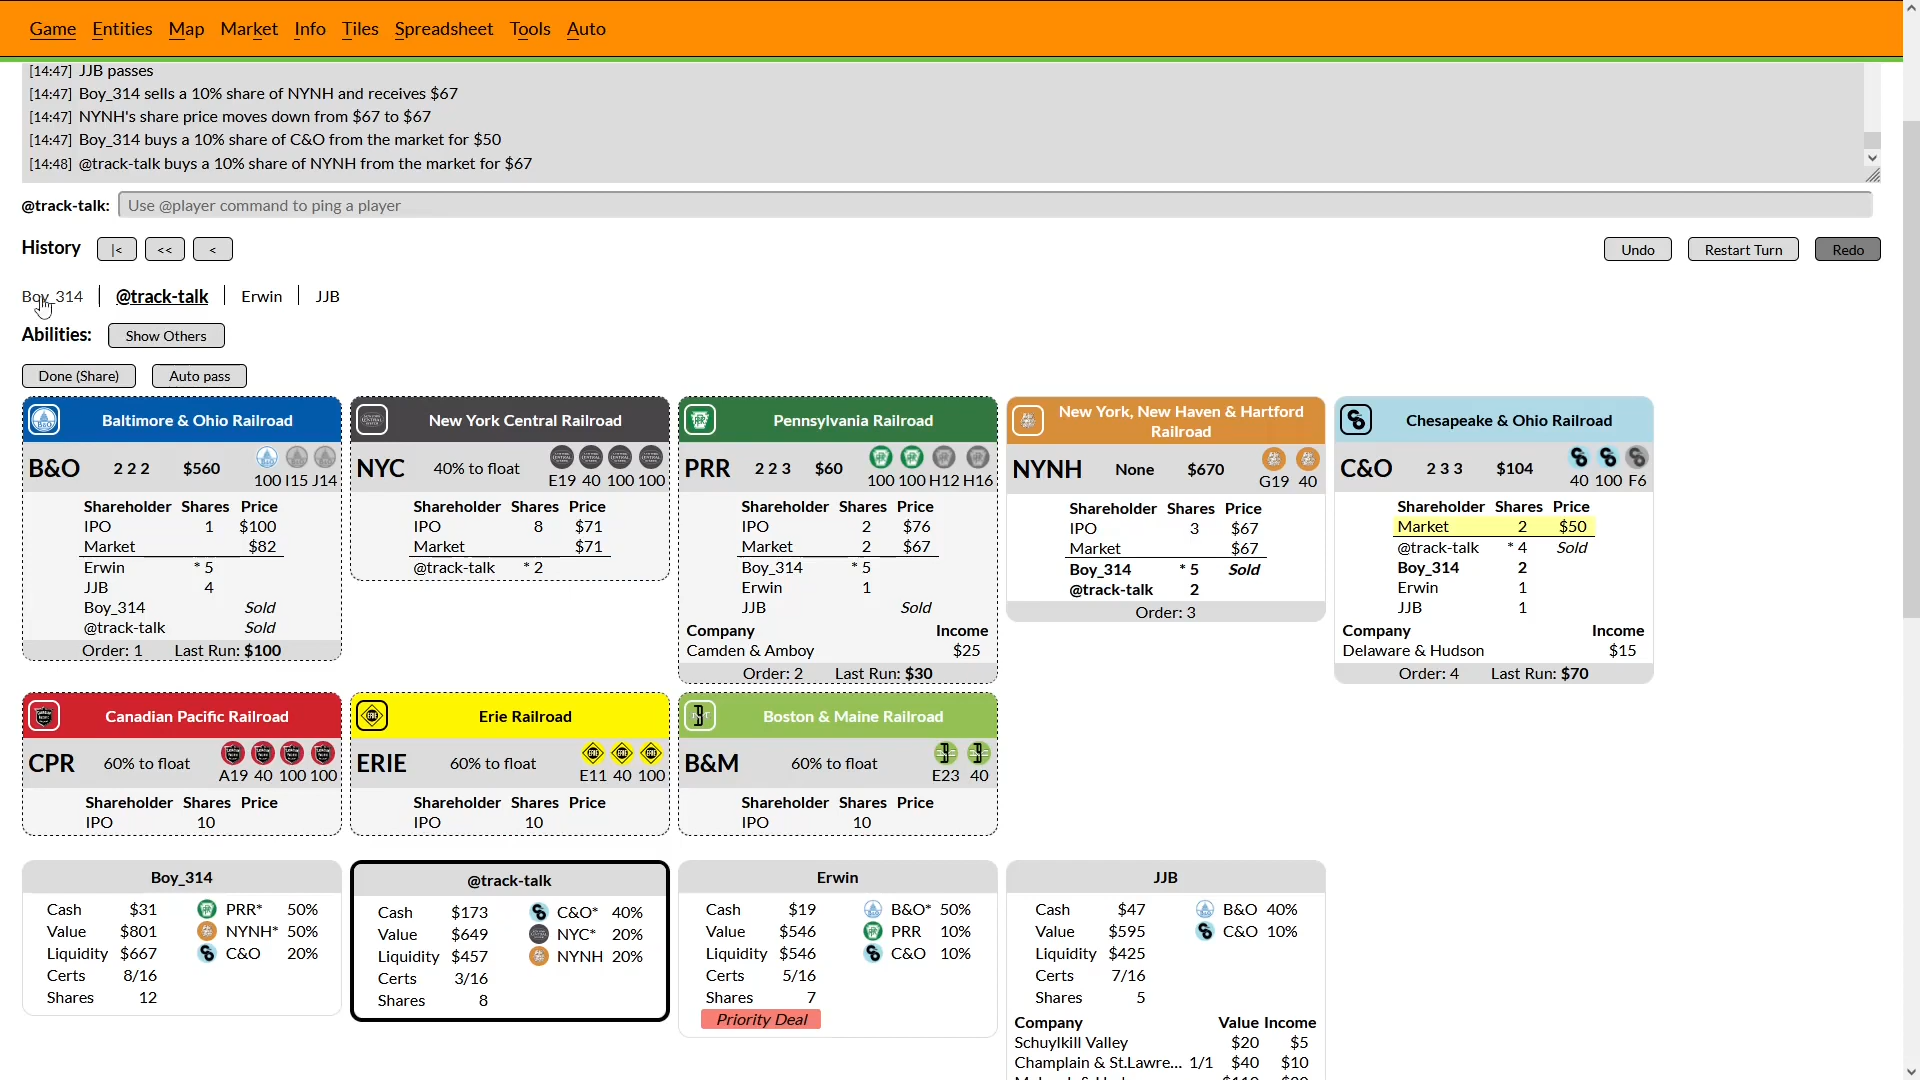 Game Entities Map Market Info Tiles Spreadsheet Tools Auto
[14:47] JJB passes
[14:47] Boy_314 sells a 10% share of NYNH and receives $67
[14:47] NYNH's share price moves down from $67 to $67
[14:47] Boy_314 buys a 10% share of C&O from the market for $50
[14:48] @track-talk buys a 10% share of NYNH from the market for $67
@track-talk: Use @player command to ping a player
History |< << < Undo Restart Turn Redo
Boy_314 @track-talk Erwin JJB
Abilities: Show Others
Done (Share) Auto pass
Baltimore & Ohio Railroad
B&O 2 2 2 $560 100 I15 J14
Shareholder Shares Price
IPO 1 $100
Market $82
Erwin * 5
JJB 4
Boy_314 Sold
@track-talk Sold
Order: 1 Last Run: $100
New York Central Railroad
NYC 40% to float E19 40 100 100
Shareholder Shares Price
IPO 8 $71
Market $71
@track-talk * 2
Pennsylvania Railroad
PRR 2 2 3 $60 100 100 H12 H16
Shareholder Shares Price
IPO 2 $76
Market 2 $67
Boy_314 * 5
Erwin 1
JJB Sold
Company Income
Camden & Amboy $25
Order: 2 Last Run: $30
New York, New Haven & Hartford
Railroad
NYNH None $670 G19 40
Shareholder Shares Price
IPO 3 $67
Market $67
Boy_314 * 5 Sold
@track-talk 2
Order: 3
Chesapeake & Ohio Railroad
C&O 2 3 3 $104 40 100 F6
Shareholder Shares Price
Market 2 $50
@track-talk * 4 Sold
Boy_314 2
Erwin 1
JJB 1
Company Income
Delaware & Hudson $15
Order: 4 Last Run: $70
Canadian Pacific Railroad
CPR 60% to float A19 40 100 100
Shareholder Shares Price
IPO 10
Erie Railroad
ERIE 60% to float E11 40 100
Shareholder Shares Price
IPO 10
Boston & Maine Railroad
B&M 60% to float E23 40
Shareholder Shares Price
IPO 10
Boy_314
Cash $31 PRR* 50%
Value $801 NYNH* 50%
Liquidity $667 C&O 20%
Certs 8/16
Shares 12
@track-talk
Cash $173 C&O* 40%
Value $649 NYC* 20%
Liquidity $457 NYNH 20%
Certs 3/16
Shares 8
Erwin
Cash $19 B&O* 50%
Value $546 PRR 10%
Liquidity $546 C&O 10%
Certs 5/16
Shares 7
Priority Deal
JJB
Cash $47 B&O 40%
Value $595 C&O 10%
Liquidity $425
Certs 7/16
Shares 5
Company Value Income
Schuylkill Valley $20 $5
Champlain & St.Lawre... 1/1 $40 $10